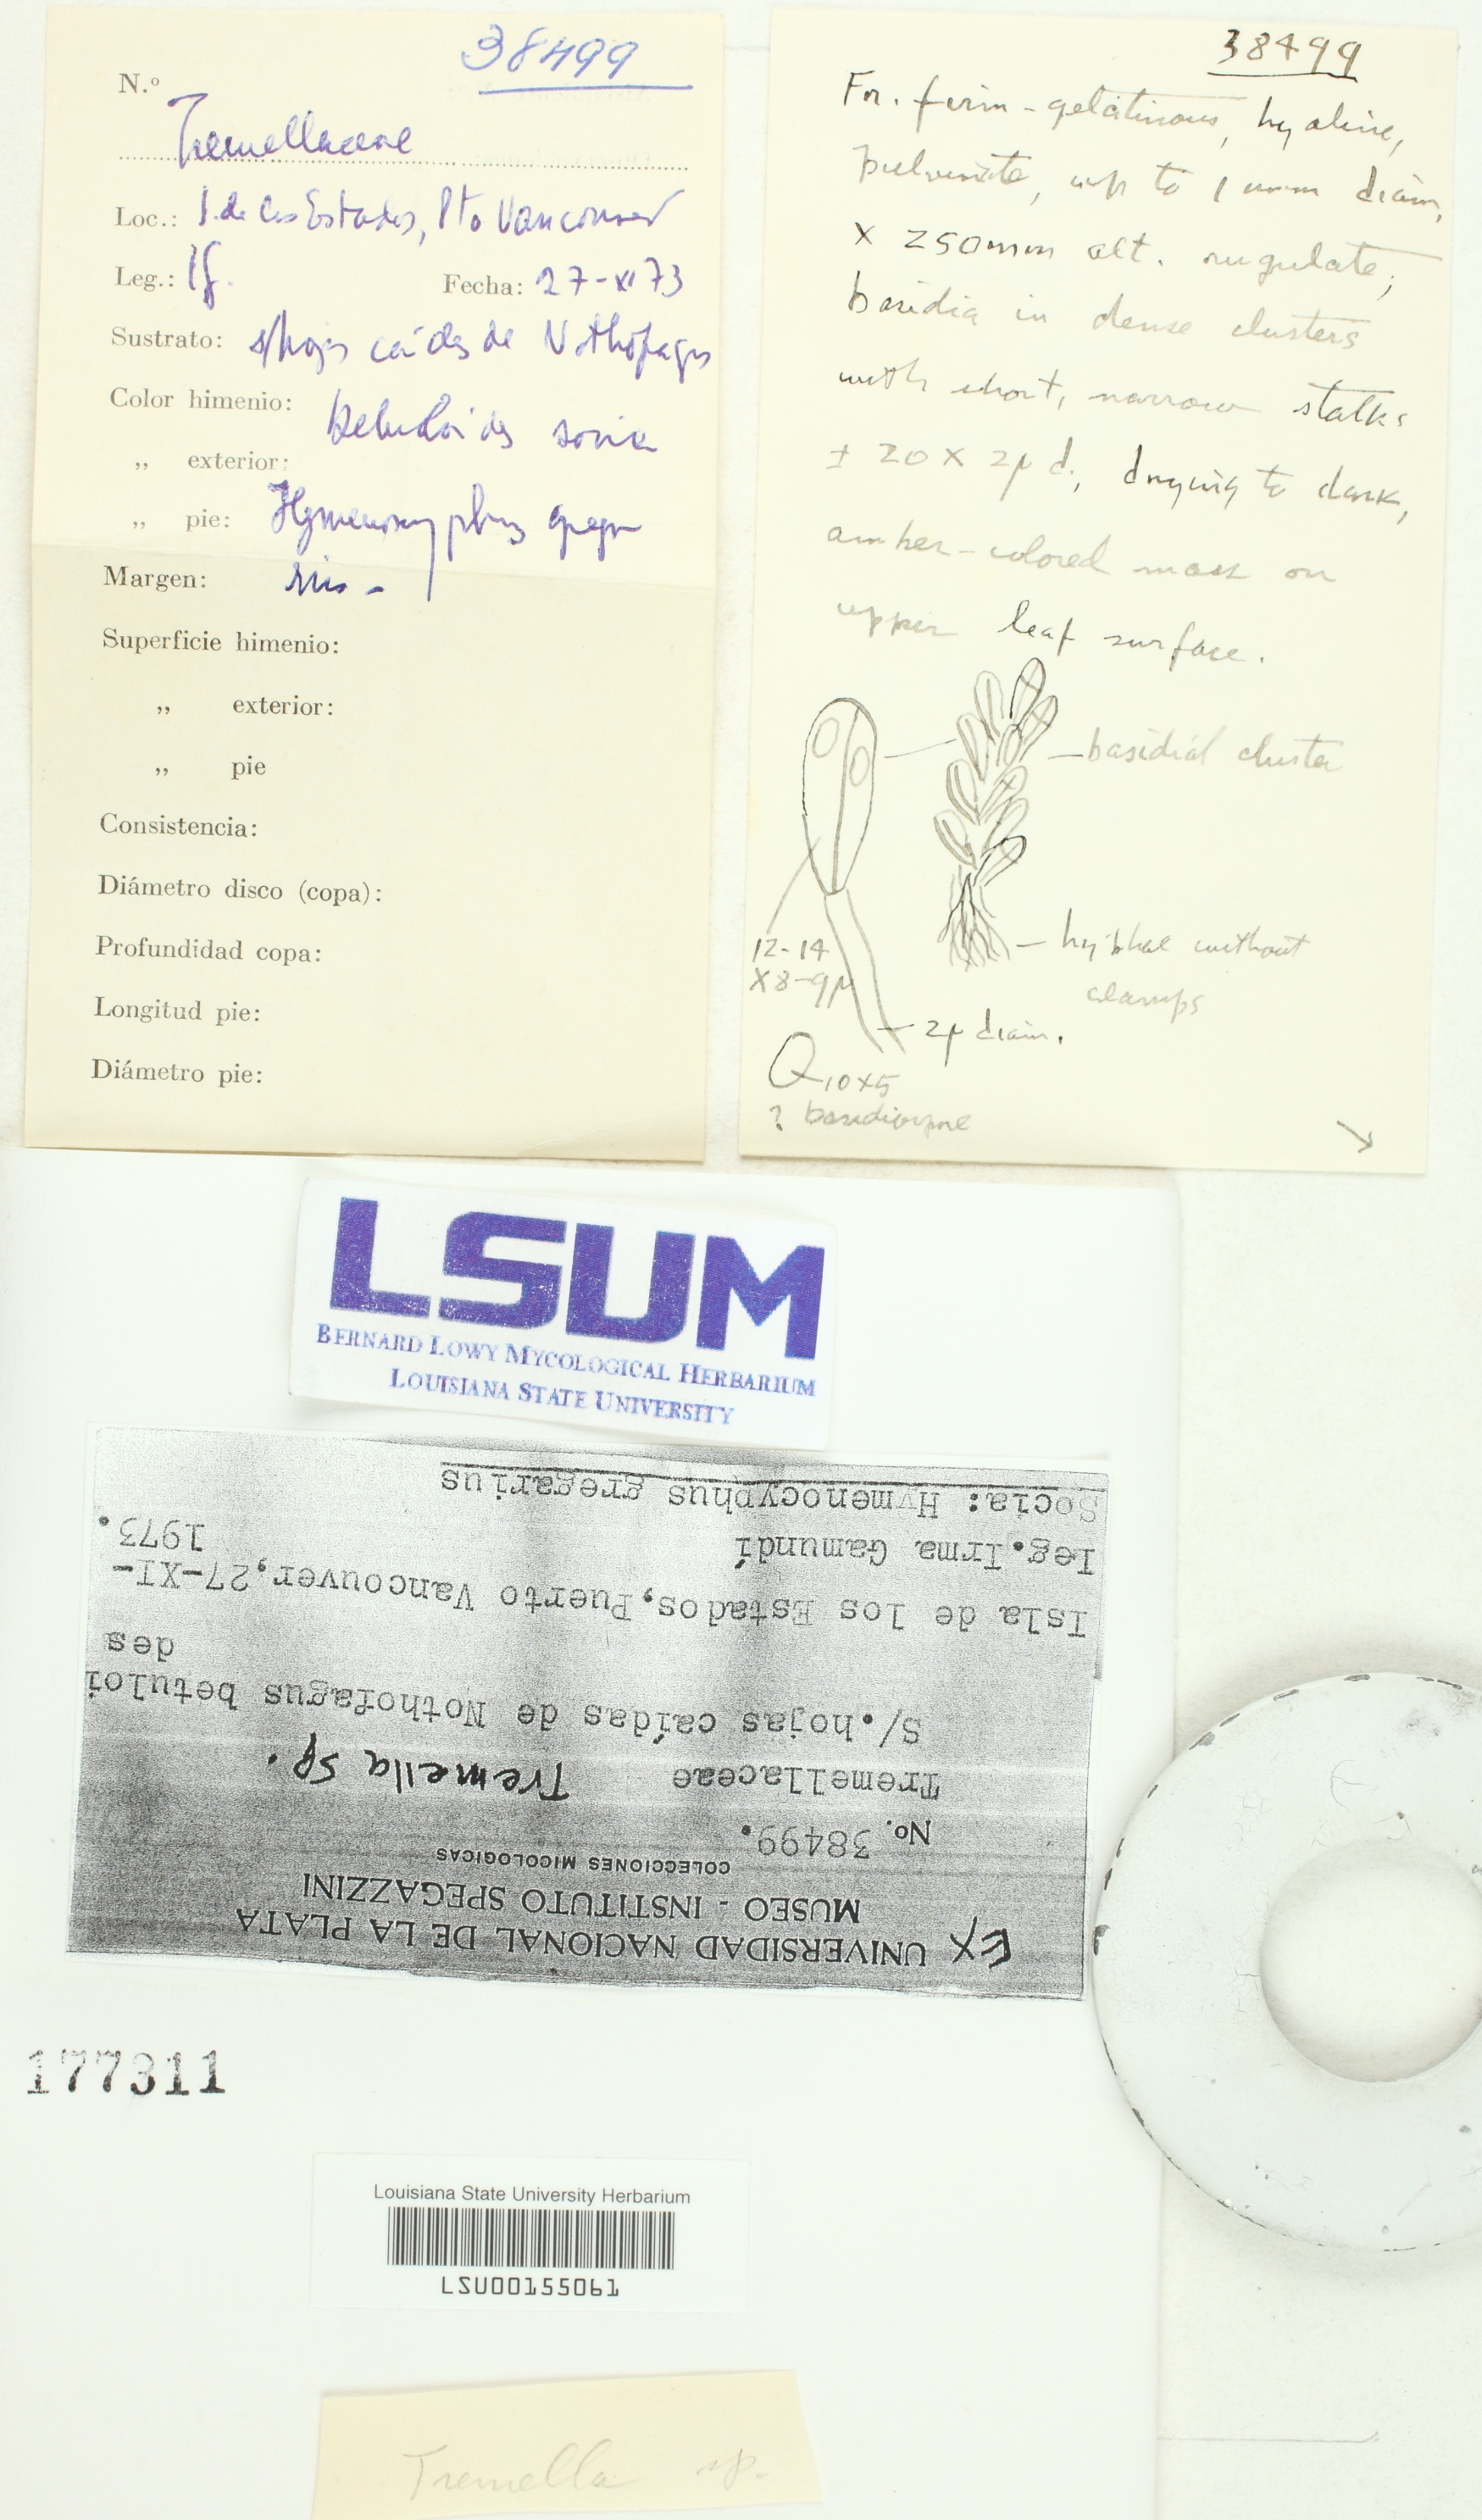 38499
N.º
Tremellaceae
Loc.: I. de los Estados, Pto Vancouver
Leg.: IG. Fecha: 27-XI 73
Sustrato: s/hojas caídas de Nothofagus
Color himenio: betuloides socia
„ exterior:
„ pie: Hymenoscyphus grega
Margen: rius -
Superficie himenio:
„ exterior:
„ pie
Consistencia:
Diámetro disco (copa):
Profundidad copa:
Longitud pie:
Diámetro pie:
38499
Fr. firm-gelatinous, hyaline,
pulvinate, up to 1 mm diam,
x 250mm alt. rugulate;
basidia in dense clusters
with short, narrow stalks
± 20 x 2µ d., drying to dark,
amber-colored mass on
upper leaf surface.
basidial cluster
12-14
x 8-9µ
hyphae without
clamps
2µ diam.
10x5
? basidiospore
LSUM
BERNARD LOWY MYCOLOGICAL HERBARIUM
LOUISIANA STATE UNIVERSITY
Ex UNIVERSIDAD NACIONAL DE LA PLATA
MUSEO - INSTITUTO SPEGAZZINI
COLECCIONES MICOLOGICAS
No. 38499.
Tremellaceae Tremella sp.
S/.hojas caídas de Nothofagus betuloi
des
Isla de los Estados,Puerto Vancouver,27-XI-
1973.
Leg.Irma Gamundí
Socia: Hymenocyphus gregarius
177311
Louisiana State University Herbarium
LSU00155061
Tremella sp.